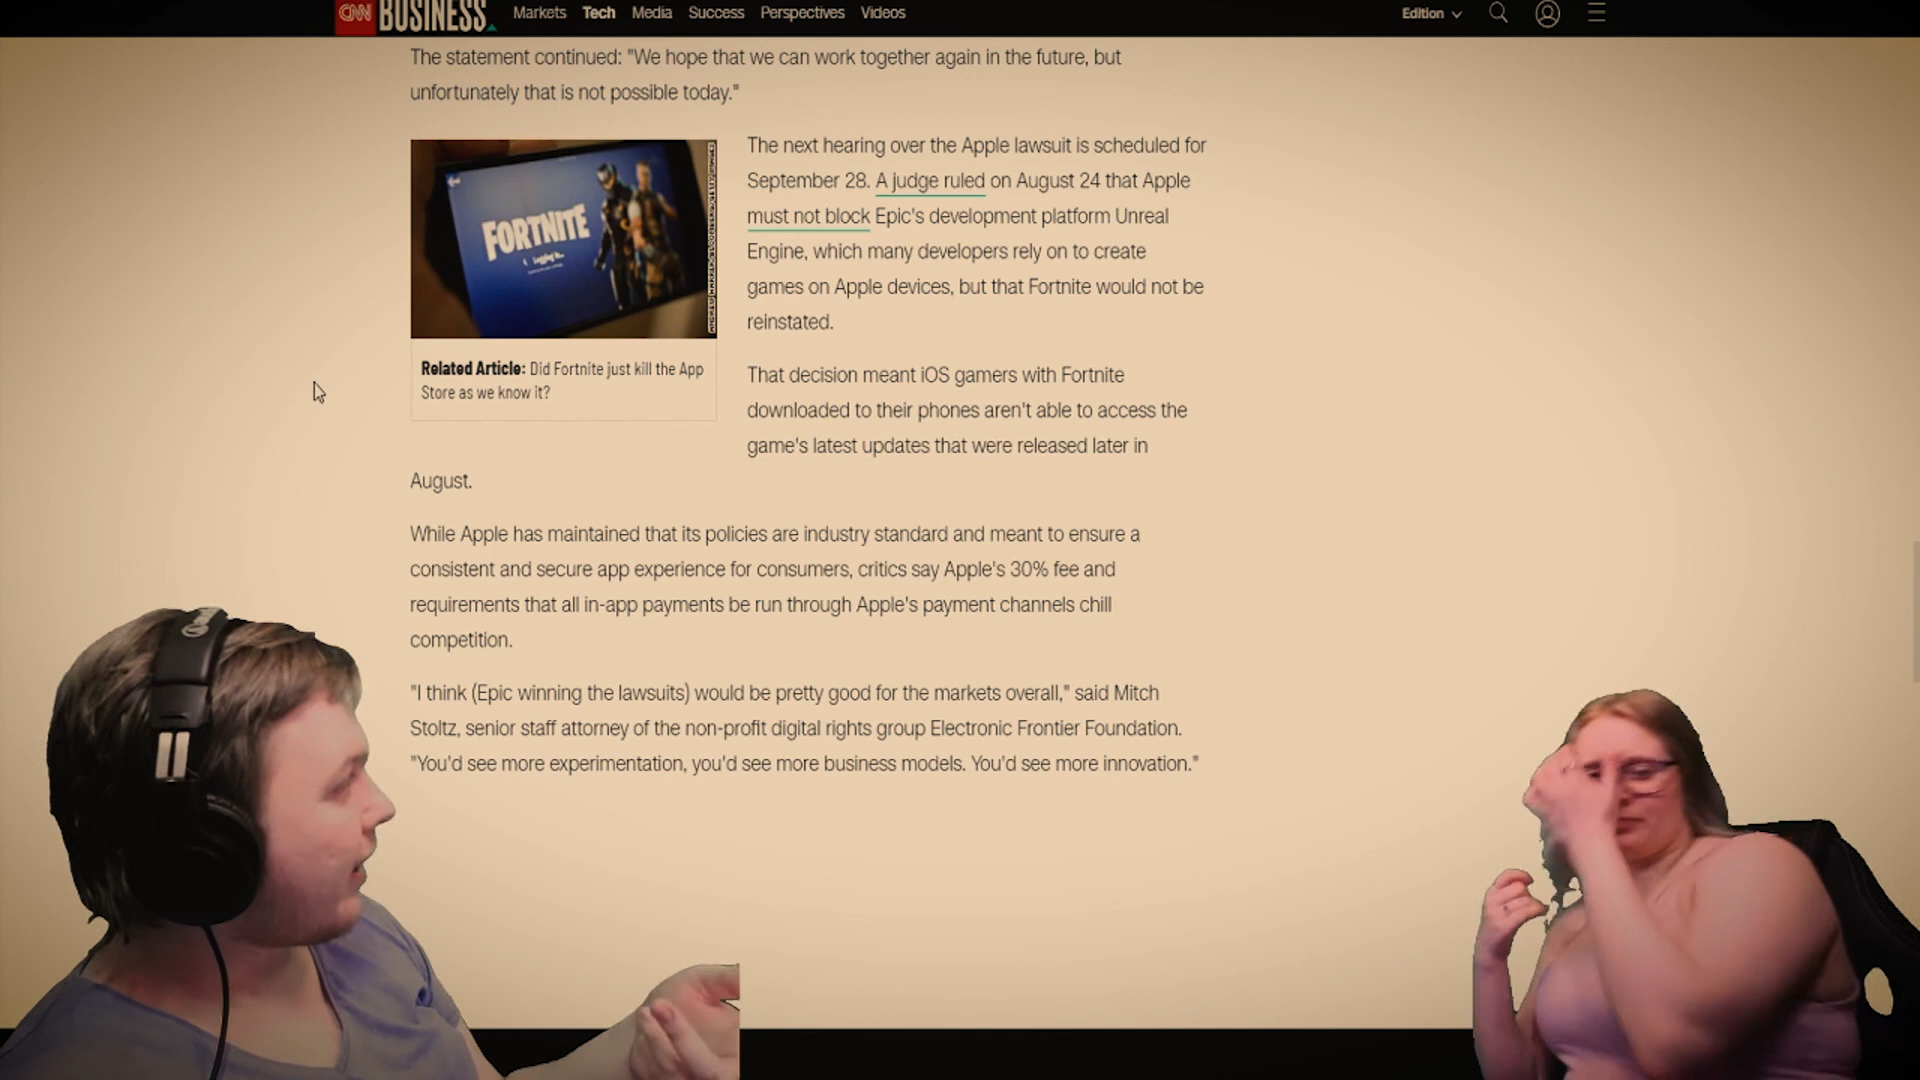 CNN BUSINESS Markets Tech Media Success Perspectives Videos Edition
The statement continued: "We hope that we can work together again in the future, but
unfortunately that is not possible today."
FORTNITE
Logging in...
Related Article: Did Fortnite just kill the App
Store as we know it?
The next hearing over the Apple lawsuit is scheduled for
September 28. A judge ruled on August 24 that Apple
must not block Epic's development platform Unreal
Engine, which many developers rely on to create
games on Apple devices, but that Fortnite would not be
reinstated.
That decision meant iOS gamers with Fortnite
downloaded to their phones aren't able to access the
game's latest updates that were released later in
August.
While Apple has maintained that its policies are industry standard and meant to ensure a
consistent and secure app experience for consumers, critics say Apple's 30% fee and
requirements that all in-app payments be run through Apple's payment channels chill
competition.
"I think (Epic winning the lawsuits) would be pretty good for the markets overall," said Mitch
Stoltz, senior staff attorney of the non-profit digital rights group Electronic Frontier Foundation.
"You'd see more experimentation, you'd see more business models. You'd see more innovation."